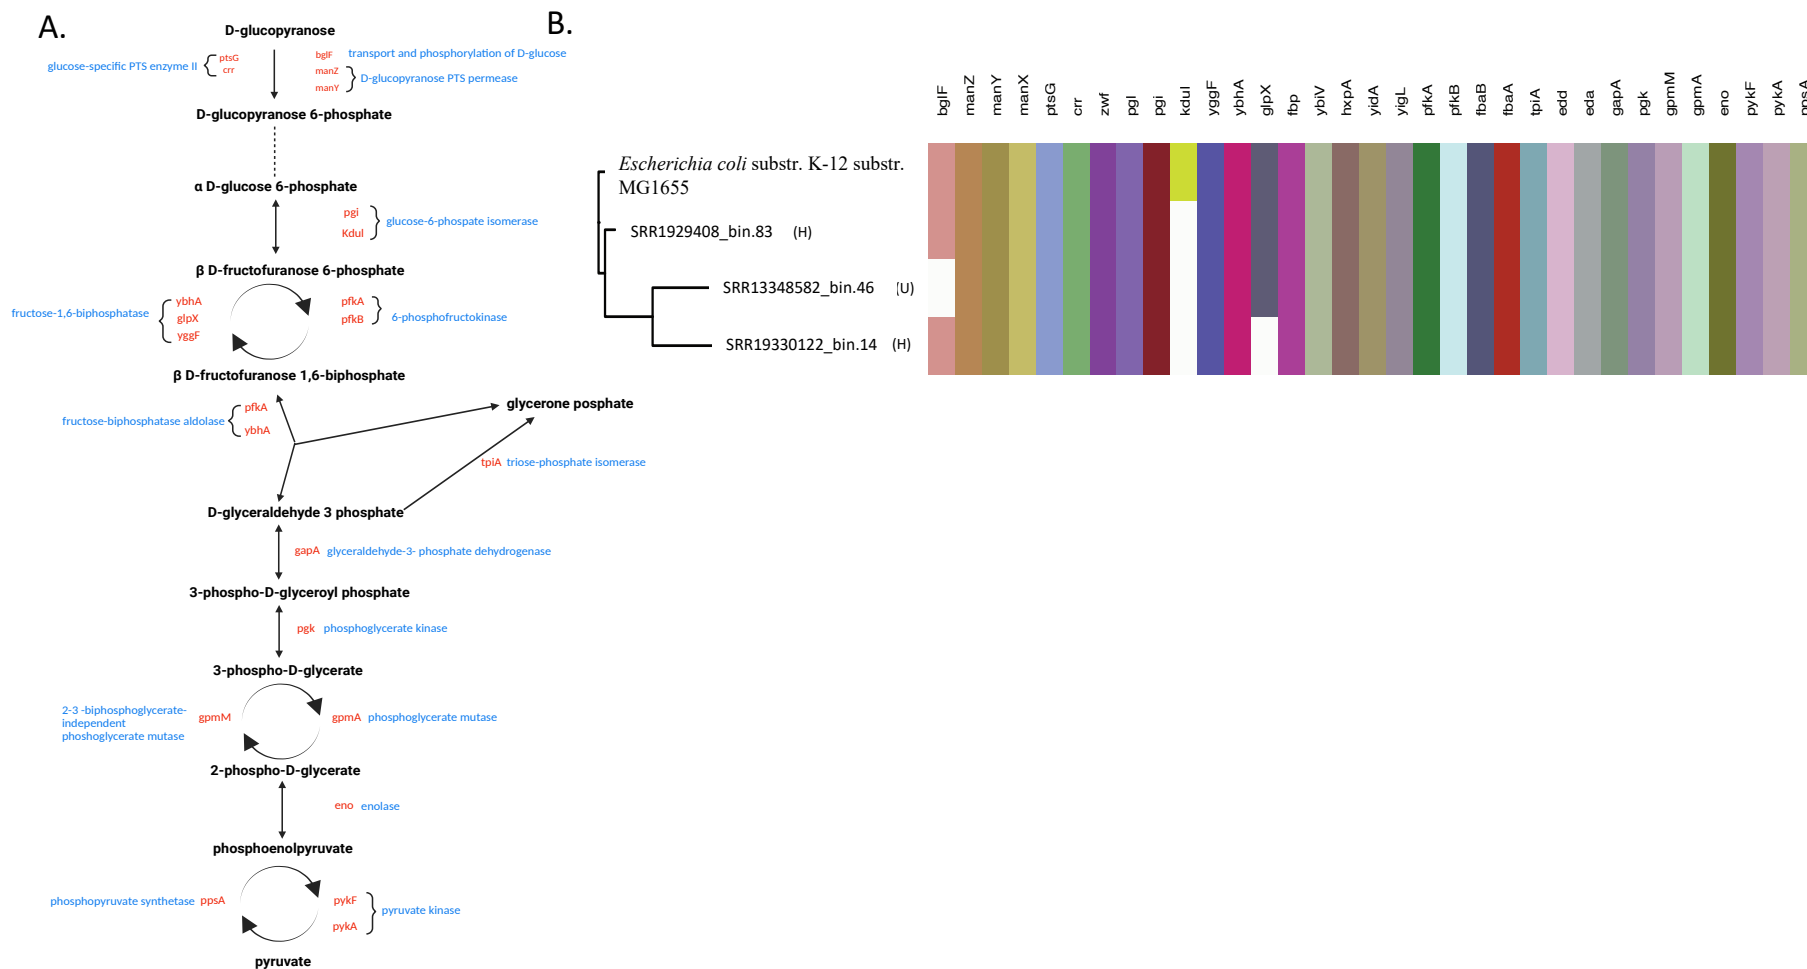 A.
D-glucopyranose
glucose-specific PTS enzyme II
ptsG
crr
bglF transport and phosphorylation of D-glucose
manZ
manY
D-glucopyranose PTS permease
D-glucopyranose 6-phosphate
α D-glucose 6-phosphate
pgi
KduI
glucose-6-phospate isomerase
β D-fructofuranose 6-phosphate
fructose-1,6-biphosphatase
ybhA
glpX
yggF
pfkA
pfkB
6-phosphofructokinase
β D-fructofuranose 1,6-biphosphate
fructose-biphosphatase aldolase
pfkA
ybhA
glycerone posphate
tpiA triose-phosphate isomerase
D-glyceraldehyde 3 phosphate
gapA glyceraldehyde-3- phosphate dehydrogenase
3-phospho-D-glyceroyl phosphate
pgk phosphoglycerate kinase
3-phospho-D-glycerate
2-3 -biphosphoglycerate-
independent
phoshoglycerate mutase
gpmM
gpmA phosphoglycerate mutase
2-phospho-D-glycerate
eno enolase
phosphoenolpyruvate
phosphopyruvate synthetase ppsA
pykF
pykA
pyruvate kinase
pyruvate
B.
bglF
manZ
manY
manX
ptsG
crr
zwf
pgl
pgi
kduI
yggF
ybhA
glpX
fbp
ybiV
hxpA
yidA
yigL
pfkA
pfkB
fbaB
fbaA
tpiA
edd
eda
gapA
pgk
gpmM
gpmA
eno
pykF
pykA
ppsA
Escherichia coli substr. K-12 substr.
MG1655
SRR1929408_bin.83 (H)
SRR13348582_bin.46 (U)
SRR19330122_bin.14 (H)